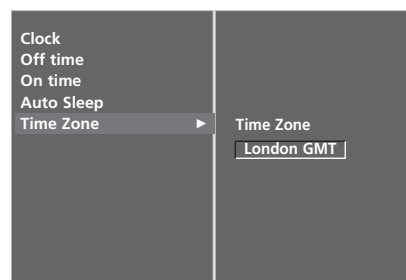 Clock
Off time
On time
Auto Sleep
Time Zone ►
Time Zone
London GMT